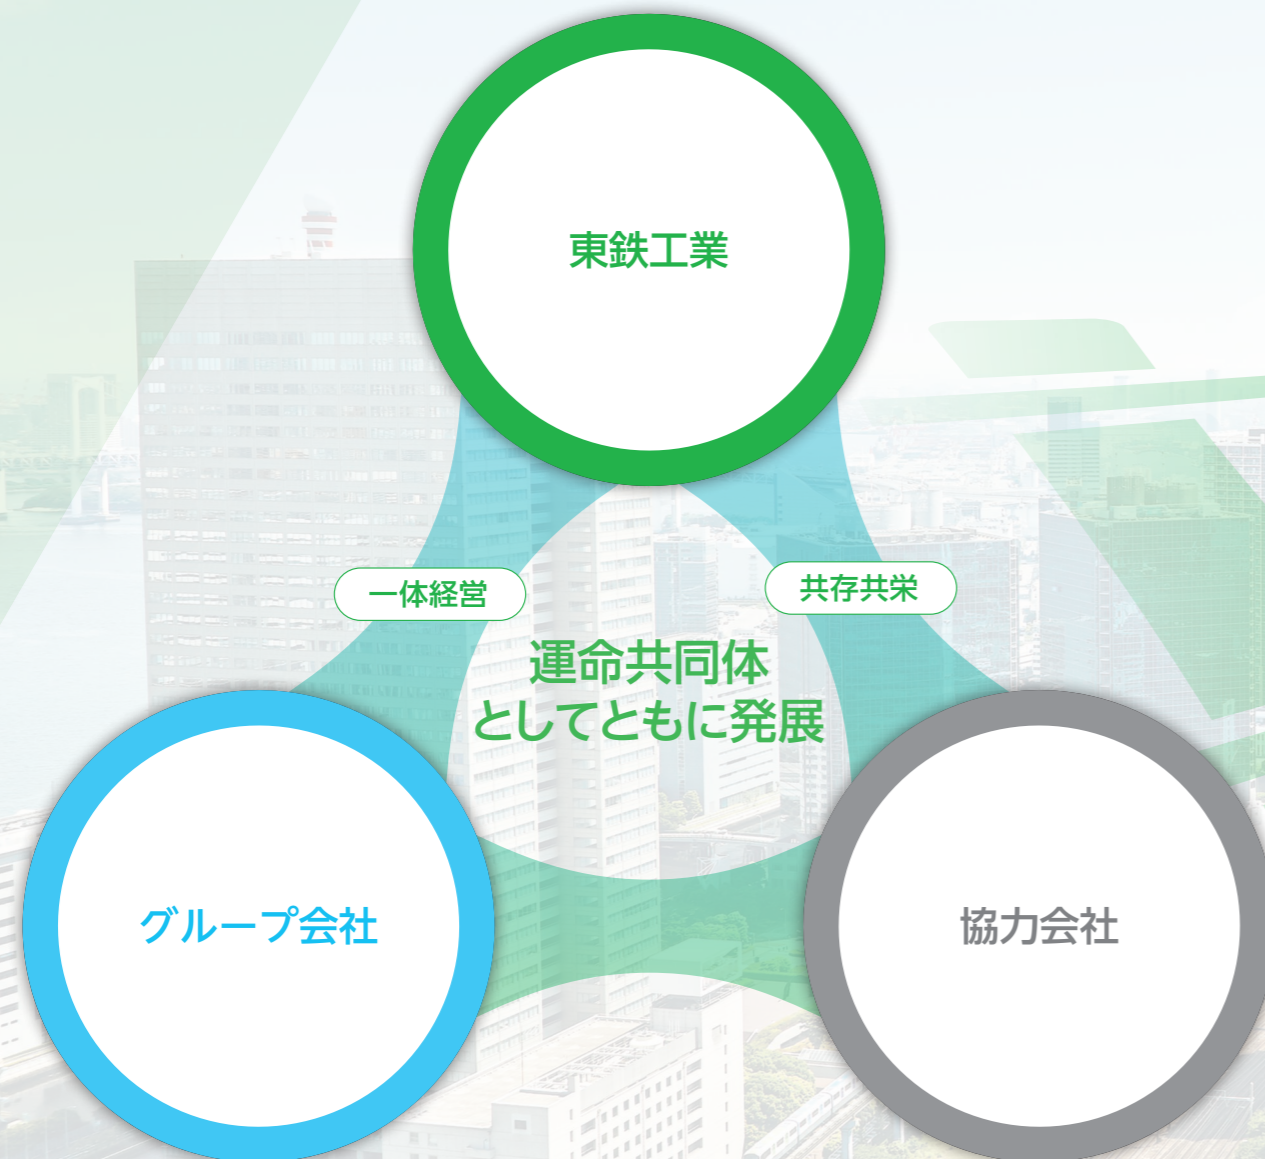 東鉄工業
一体経営
共存共栄
運命共同体
としてともに発展
グループ会社
協力会社